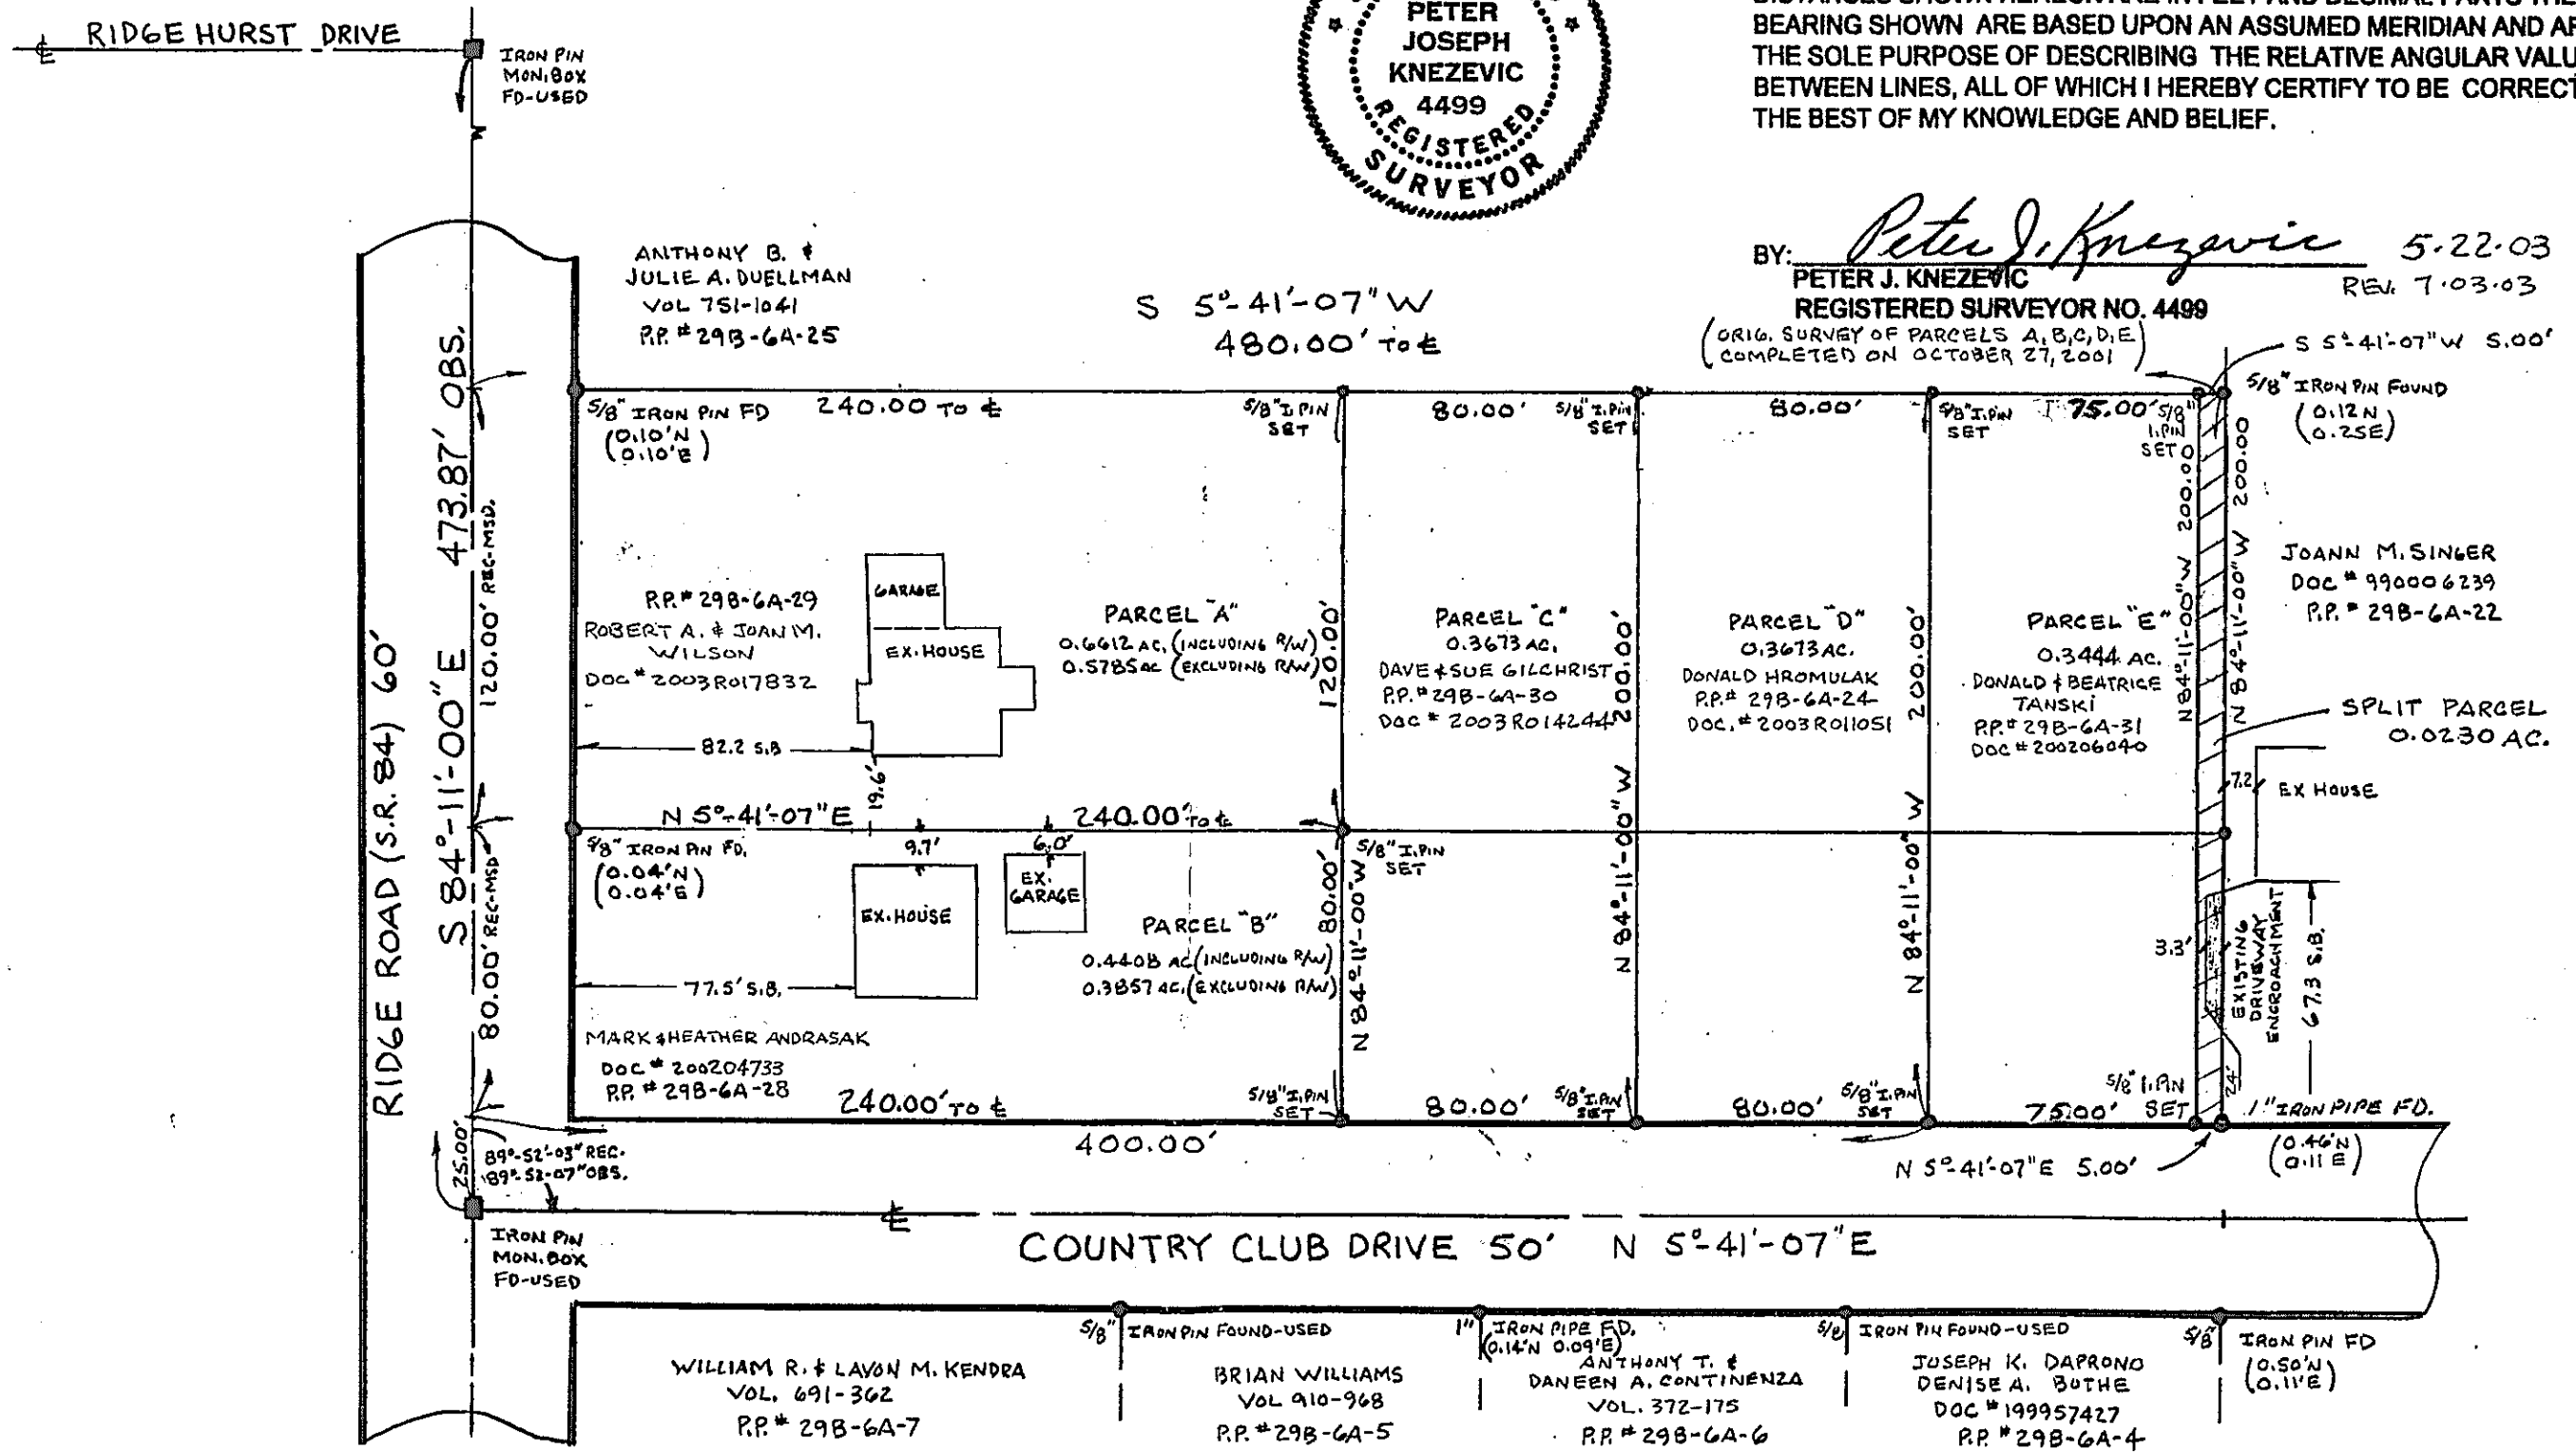 RIDGE HURST DRIVE
IRON PIN
MON. BOX
FD-USED
PETER
JOSEPH
KNEZEVIC
4499
REGISTERED
SURVEYOR
BEARING SHOWN ARE BASED UPON AN ASSUMED MERIDIAN AND
THE SOLE PURPOSE OF DESCRIBING THE RELATIVE ANGULAR
BETWEEN LINES, ALL OF WHICH I HEREBY CERTIFY TO BE CORRECT
THE BEST OF MY KNOWLEDGE AND BELIEF.
BY: Peter J. Knezevic 5.22.03
PETER J. KNEZEVIC
REV. 7.03.03
REGISTERED SURVEYOR NO. 4499
(ORIG. SURVEY OF PARCELS A,B,C,D,E)
(COMPLETED ON OCTOBER 27, 2001)
ANTHONY B. &
JULIE A. DUELLMAN
VOL 751-1041
P.P. # 29B-6A-25
S 5°-41'-07" W
480.00' TO ℄
S 5°-41'-07" W 5.00'
5/8" IRON PIN FOUND
(0.12 N
0.25E)
5/8" IRON PIN FD
(0.10'N
0.10'E)
240.00 TO ℄
5/8" I. PIN
SET
80.00'
5/8" I. PIN
SET
80.00'
5/8" I. PIN
SET
75.00'
5/8"
I. PIN
SET
RIDGE ROAD (S.R. 84) 60'
S 84°-11'-00" E 473.87' OBS.
120.00' REC-MSD.
80.00' REC-MSD
25.00'
P.P. # 29B-6A-29
ROBERT A. & JOAN M.
WILSON
DOC # 2003R017832
GARAGE
EX. HOUSE
82.2 S.B
19.6'
PARCEL "A"
0.6612 AC. (INCLUDING R/W)
0.5785 AC (EXCLUDING R/W)
120.00'
PARCEL "C"
0.3673 AC.
DAVE & SUE GILCHRIST
P.P. # 29B-6A-30
DOC # 2003R014244
200.00'
N 84°-11'-00" W
PARCEL "D"
0.3673 AC.
DONALD HROMULAK
P.P. # 29B-6A-24
DOC. # 2003R011051
200.00'
N 84°-11'-00" W
PARCEL "E"
0.3444 AC.
DONALD & BEATRICE
TANSKI
P.P. # 29B-6A-31
DOC # 200206040
N 84°-11'-00" W 200.00
N 84°-11'-00" W 200.00
JOANN M. SINGER
DOC # 990006239
P.P. # 29B-6A-22
SPLIT PARCEL
0.0230 AC.
7.2
EX HOUSE
N 5°-41'-07" E 240.00' TO ℄
5/8" IRON PIN FD.
(0.04'N
0.04'E)
9.7'
6.0'
EX. HOUSE
EX.
GARAGE
77.5' S.B.
PARCEL "B"
0.4408 AC (INCLUDING R/W)
0.3857 AC. (EXCLUDING R/W)
80.00'
N 84°-11'-00" W
5/8" I. PIN
SET
3.3'
EXISTING
DRIVEWAY
ENCROACHMENT
67.3 S.B.
24'
MARK & HEATHER ANDRASAK
DOC # 200204733
P.P. # 29B-6A-28
240.00' TO ℄
5/8" I. PIN
SET
80.00'
5/8" I. PIN
SET
80.00'
5/8" I. PIN
SET
75.00'
5/8" I. PIN
SET
1" IRON PIPE FD.
(0.46'N
0.11 E)
400.00'
N 5°-41'-07" E 5.00'
89°-52'-03" REC.
89°-52'-07" OBS.
IRON PIN
MON. BOX
FD-USED
℄
COUNTRY CLUB DRIVE 50' N 5°-41'-07" E
5/8" IRON PIN FOUND-USED
1" IRON PIPE FD.
(0.14'N 0.09'E)
5/8 IRON PIN FOUND-USED
5/8" IRON PIN FD
(0.50'N
0.11'E)
WILLIAM R. & LAVON M. KENDRA
VOL. 691-362
P.P. # 29B-6A-7
BRIAN WILLIAMS
VOL 910-968
P.P. # 29B-6A-5
ANTHONY T. &
DANEEN A. CONTINENZA
VOL. 372-175
P.P. # 29B-6A-6
JOSEPH K. DAPRONO
DENISE A. BOTHE
DOC # 199957427
P.P. # 29B-6A-4